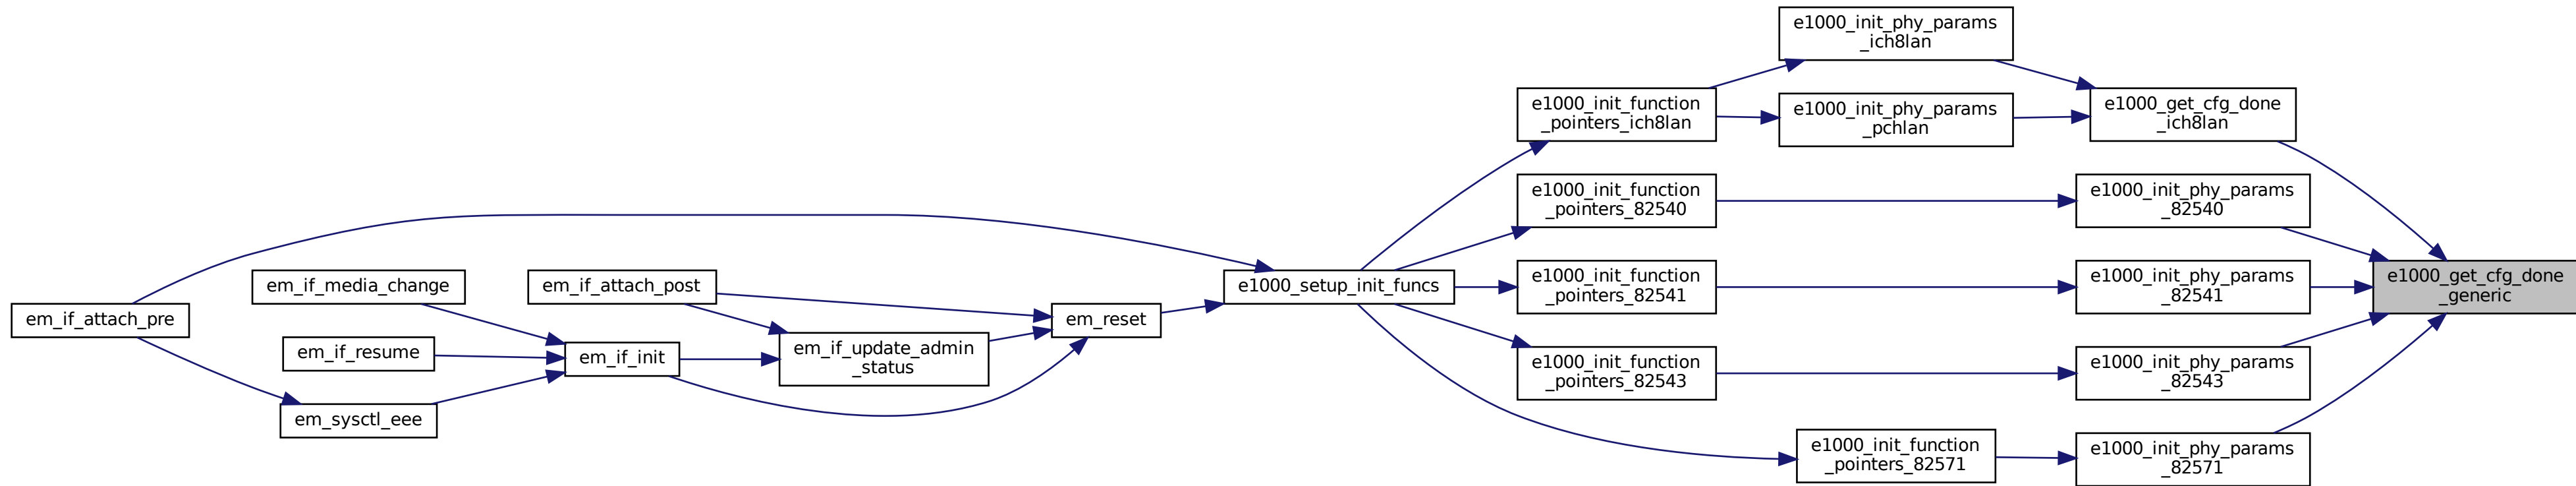 e1000_init_phy_params
_ich8lan
e1000_init_function
_pointers_ich8lan
e1000_init_phy_params
_pchlan
e1000_get_cfg_done
_ich8lan
e1000_init_function
_pointers_82540
e1000_init_phy_params
_82540
em_if_attach_pre
em_if_media_change
em_if_attach_post
e1000_setup_init_funcs
e1000_init_function
_pointers_82541
e1000_init_phy_params
_82541
e1000_get_cfg_done
_generic
em_reset
em_if_resume
em_if_init
em_if_update_admin
_status
e1000_init_function
_pointers_82543
e1000_init_phy_params
_82543
em_sysctl_eee
e1000_init_function
_pointers_82571
e1000_init_phy_params
_82571